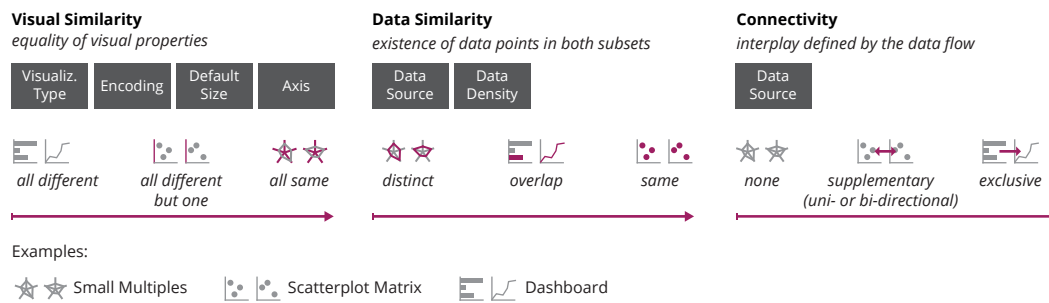 Visual Similarity
equality of visual properties
Visualiz. Type
Encoding
Default Size
Axis
all different
all different but one
all same
Data Similarity
existence of data points in both subsets
Data Source
Data Density
distinct
overlap
same
Connectivity
interplay defined by the data flow
Data Source
none
supplementary
(uni- or bi-directional)
exclusive
Examples:
Small Multiples
Scatterplot Matrix
Dashboard